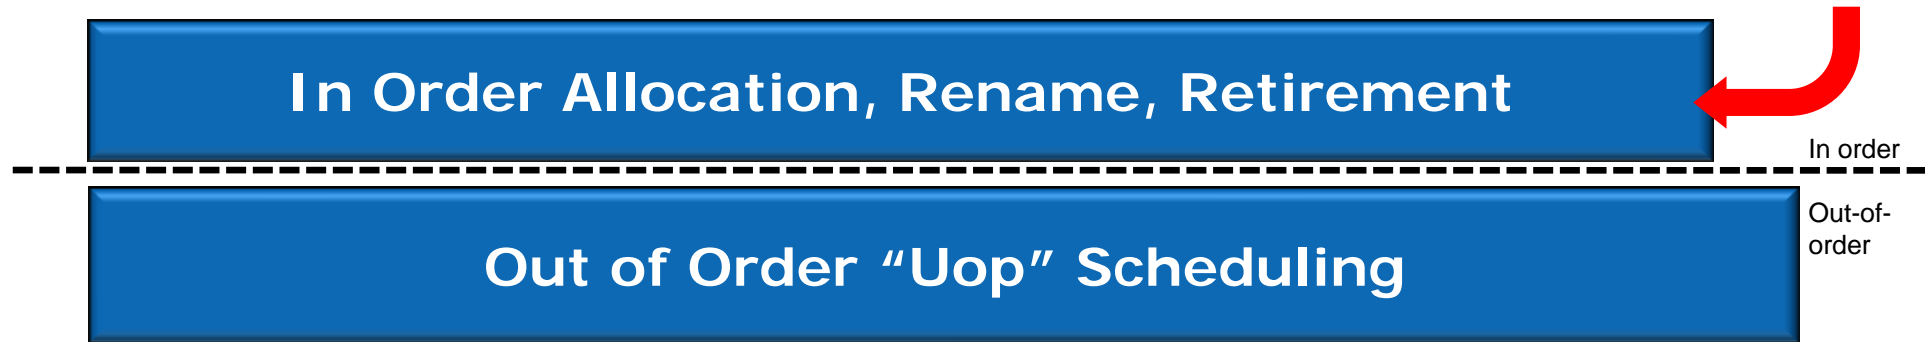 In Order Allocation, Rename, Retirement
In order
Out-of-
order
Out of Order “Uop” Scheduling